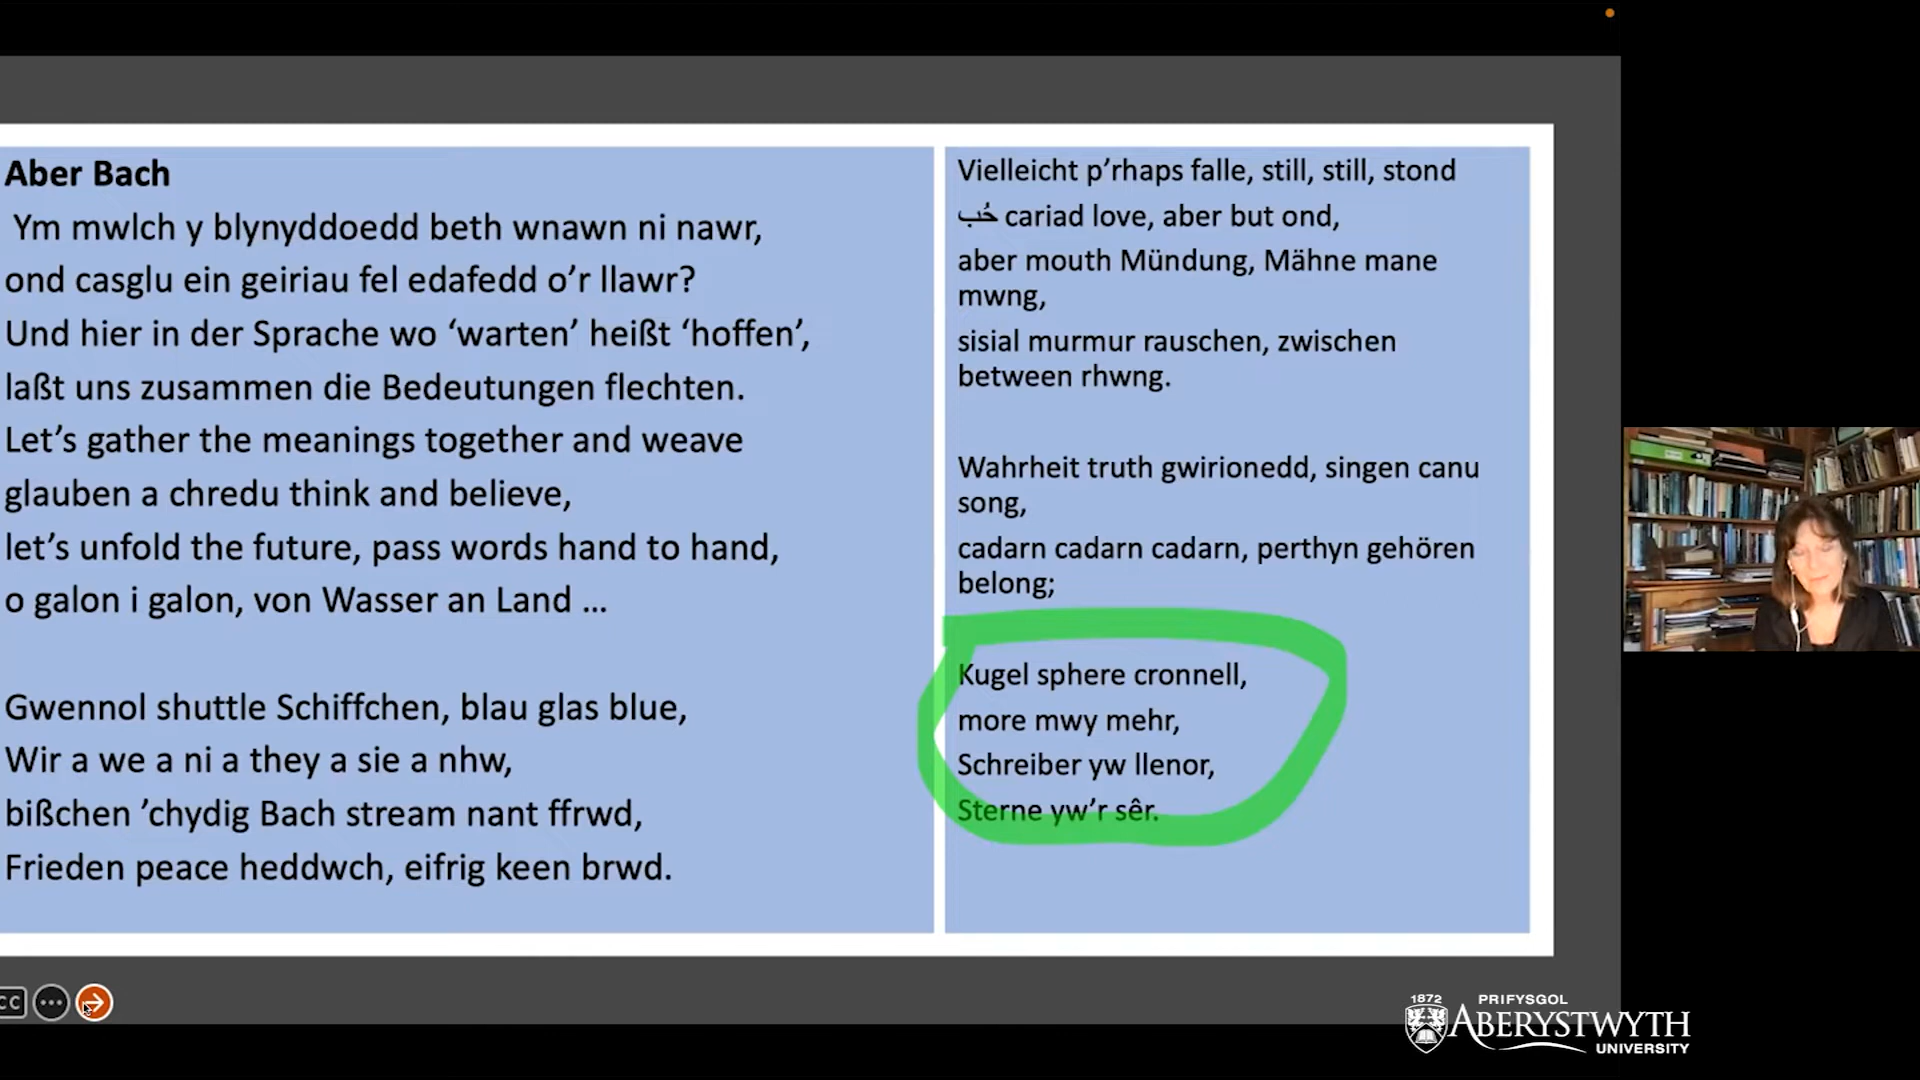 Aber Bach
Ym mwlch y blynyddoedd beth wnawn ni nawr,
ond casglu ein geiriau fel edafedd o’r llawr?
Und hier in der Sprache wo ‘warten’ heißt ‘hoffen’,
laßt uns zusammen die Bedeutungen flechten.
Let’s gather the meanings together and weave
glauben a chredu think and believe,
let’s unfold the future, pass words hand to hand,
o galon i galon, von Wasser an Land ...
Gwennol shuttle Schiffchen, blau glas blue,
Wir a we a ni a they a sie a nhw,
bißchen ’chydig Bach stream nant ffrwd,
Frieden peace heddwch, eifrig keen brwd.
Vielleicht p’rhaps falle, still, still, stond
حُب cariad love, aber but ond,
aber mouth Mündung, Mähne mane
mwng,
sisial murmur rauschen, zwischen
between rhwng.
Wahrheit truth gwirionedd, singen canu
song,
cadarn cadarn cadarn, perthyn gehören
belong;
Kugel sphere cronnell,
more mwy mehr,
Schreiber yw llenor,
Sterne yw’r sêr.
CC
1872 PRIFYSGOL
ABERYSTWYTH
UNIVERSITY